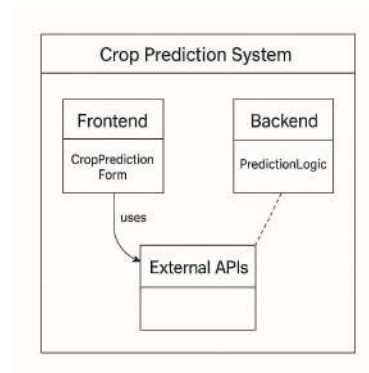 Crop Prediction System
Frontend
CropPrediction
Form
Backend
PredictionLogic
uses
External APIs